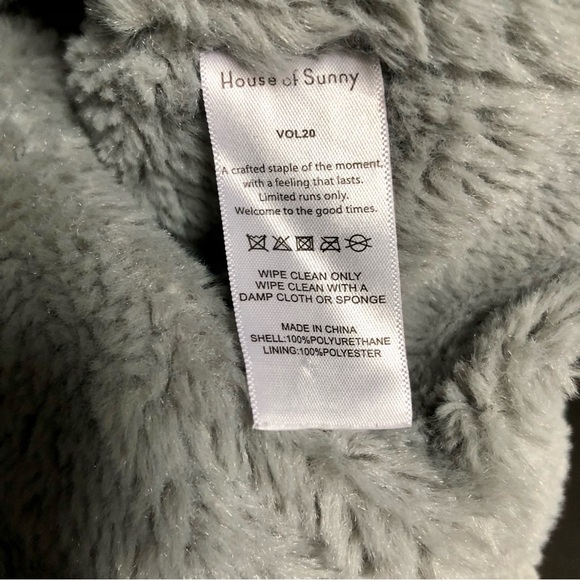 House of Sunny
VOL20
A crafted staple of the moment,
with a feeling that lasts.
Limited runs only.
Welcome to the good times.
WIPE CLEAN ONLY
WIPE CLEAN WITH A
DAMP CLOTH OR SPONGE
MADE IN CHINA
SHELL:100%POLYURETHANE
LINING:100%POLYESTER